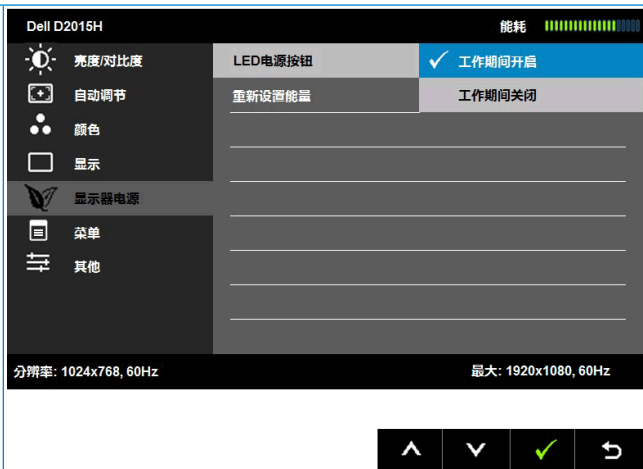 Dell D2015H 能耗
亮度/对比度 LED电源按钮 工作期间开启
自动调节 重新设置能量 工作期间关闭
颜色
显示
显示器电源
菜单
其他
分辨率: 1024x768, 60Hz 最大: 1920x1080, 60Hz